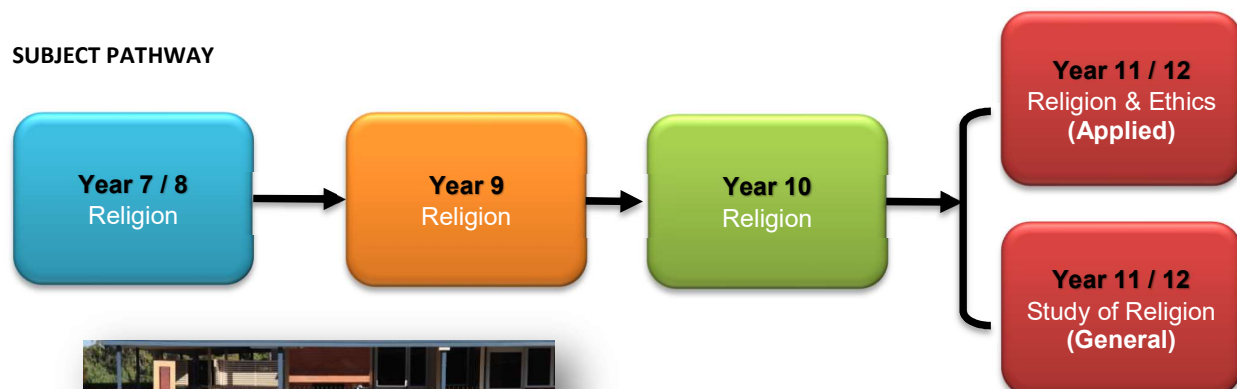 SUBJECT PATHWAY
Year 7 / 8
Religion
Year 9
Religion
Year 10
Religion
Year 11 / 12
Religion & Ethics
(Applied)
Year 11 / 12
Study of Religion
(General)